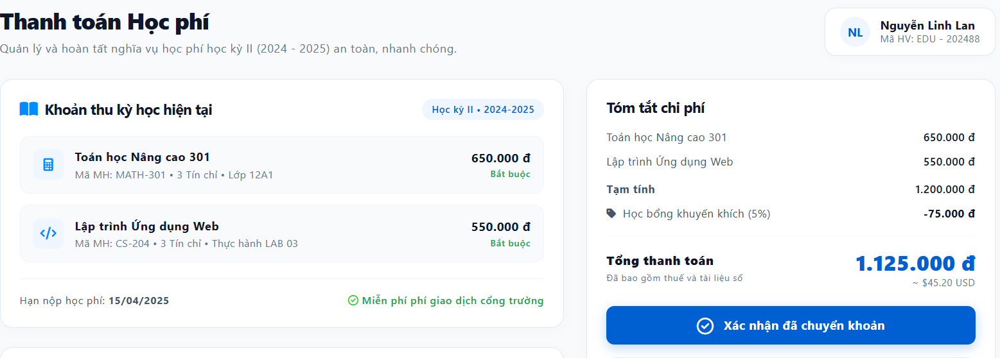 Thanh toán Học phí
Quản lý và hoàn tất nghĩa vụ học phí học kỳ II (2024 - 2025) an toàn, nhanh chóng.
NL
Nguyễn Linh Lan
Mã HV: EDU - 202488
Khoản thu kỳ học hiện tại
Học kỳ II • 2024-2025
Toán học Nâng cao 301
650.000 đ
Mã MH: MATH-301 • 3 Tín chỉ • Lớp 12A1
Bắt buộc
Lập trình Ứng dụng Web
550.000 đ
Mã MH: CS-204 • 3 Tín chỉ • Thực hành LAB 03
Bắt buộc
Hạn nộp học phí: 15/04/2025
Miễn phí phí giao dịch cổng trường
Tóm tắt chi phí
Toán học Nâng cao 301 650.000 đ
Lập trình Ứng dụng Web 550.000 đ
Tạm tính 1.200.000 đ
Học bổng khuyến khích (5%) -75.000 đ
Tổng thanh toán 1.125.000 đ
Đã bao gồm thuế và tài liệu số
~ $45.20 USD
Xác nhận đã chuyển khoản